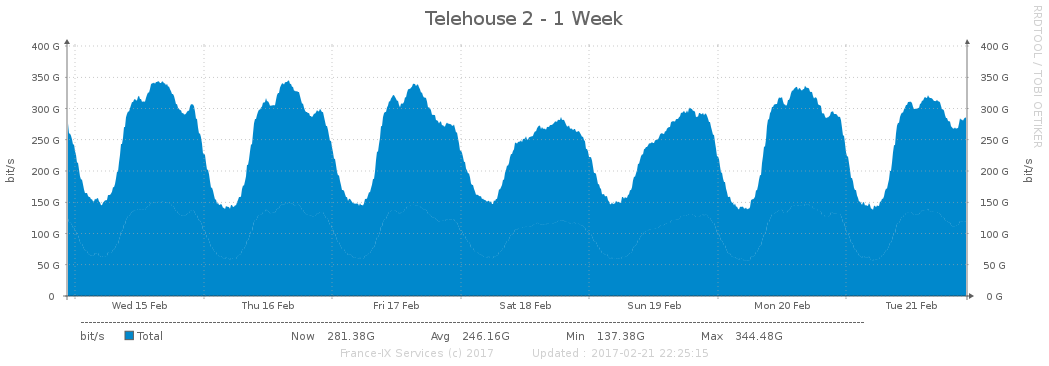 Telehouse 2 - 1 Week
RRDTOOL / TOBI OETIKER
400 G 400 G
350 G 350 G
300 G 300 G
250 G 250 G
200 G 200 G
150 G 150 G
100 G 100 G
50 G 50 G
0 0 G
bit/s bit/s
Wed 15 Feb Thu 16 Feb Fri 17 Feb Sat 18 Feb Sun 19 Feb Mon 20 Feb Tue 21 Feb
bit/s Total Now 281.38G Avg 246.16G Min 137.38G Max 344.48G
France-IX Services (c) 2017 Updated : 2017-02-21 22:25:15